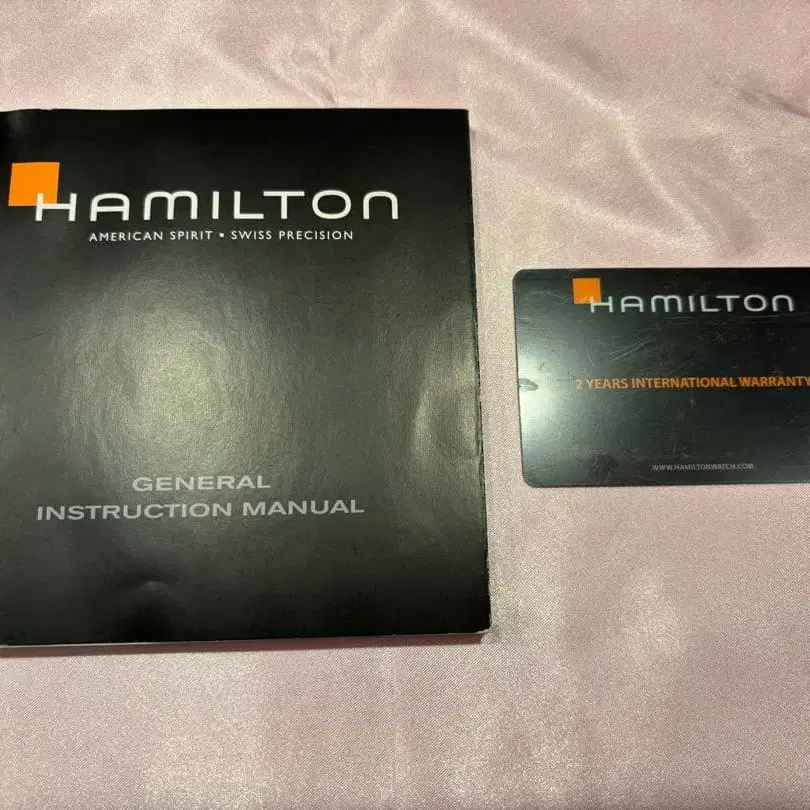 HAMILTON
AMERICAN SPIRIT • SWISS PRECISION
GENERAL
INSTRUCTION MANUAL
HAMILTON
2 YEARS INTERNATIONAL WARRANTY
WWW.HAMILTONWATCH.COM